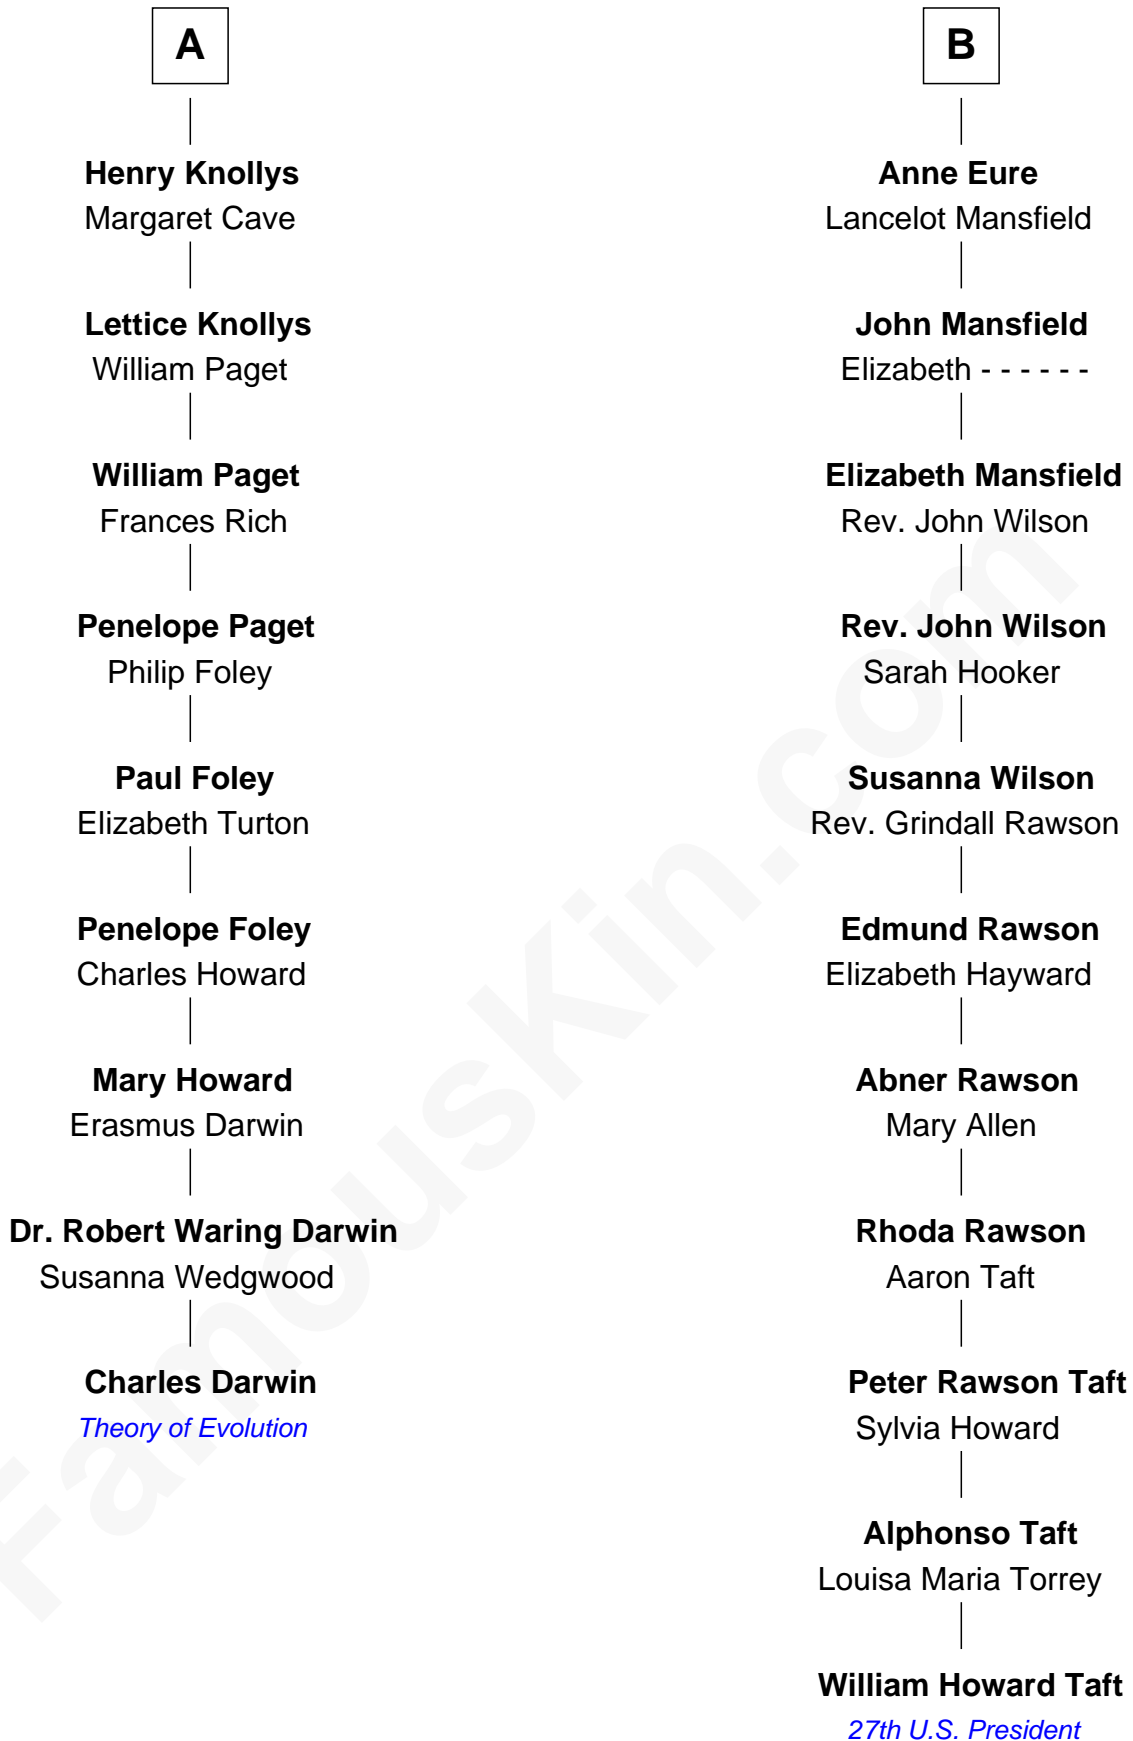 A
Henry Knollys
Margaret Cave
Lettice Knollys
William Paget
William Paget
Frances Rich
Penelope Paget
Philip Foley
Paul Foley
Elizabeth Turton
Penelope Foley
Charles Howard
Mary Howard
Erasmus Darwin
Dr. Robert Waring Darwin
Susanna Wedgwood
Charles Darwin
Theory of Evolution
B
Anne Eure
Lancelot Mansfield
John Mansfield
Elizabeth - - - - - -
Elizabeth Mansfield
Rev. John Wilson
Rev. John Wilson
Sarah Hooker
Susanna Wilson
Rev. Grindall Rawson
Edmund Rawson
Elizabeth Hayward
Abner Rawson
Mary Allen
Rhoda Rawson
Aaron Taft
Peter Rawson Taft
Sylvia Howard
Alphonso Taft
Louisa Maria Torrey
William Howard Taft
27th U.S. President
FamousKin.com